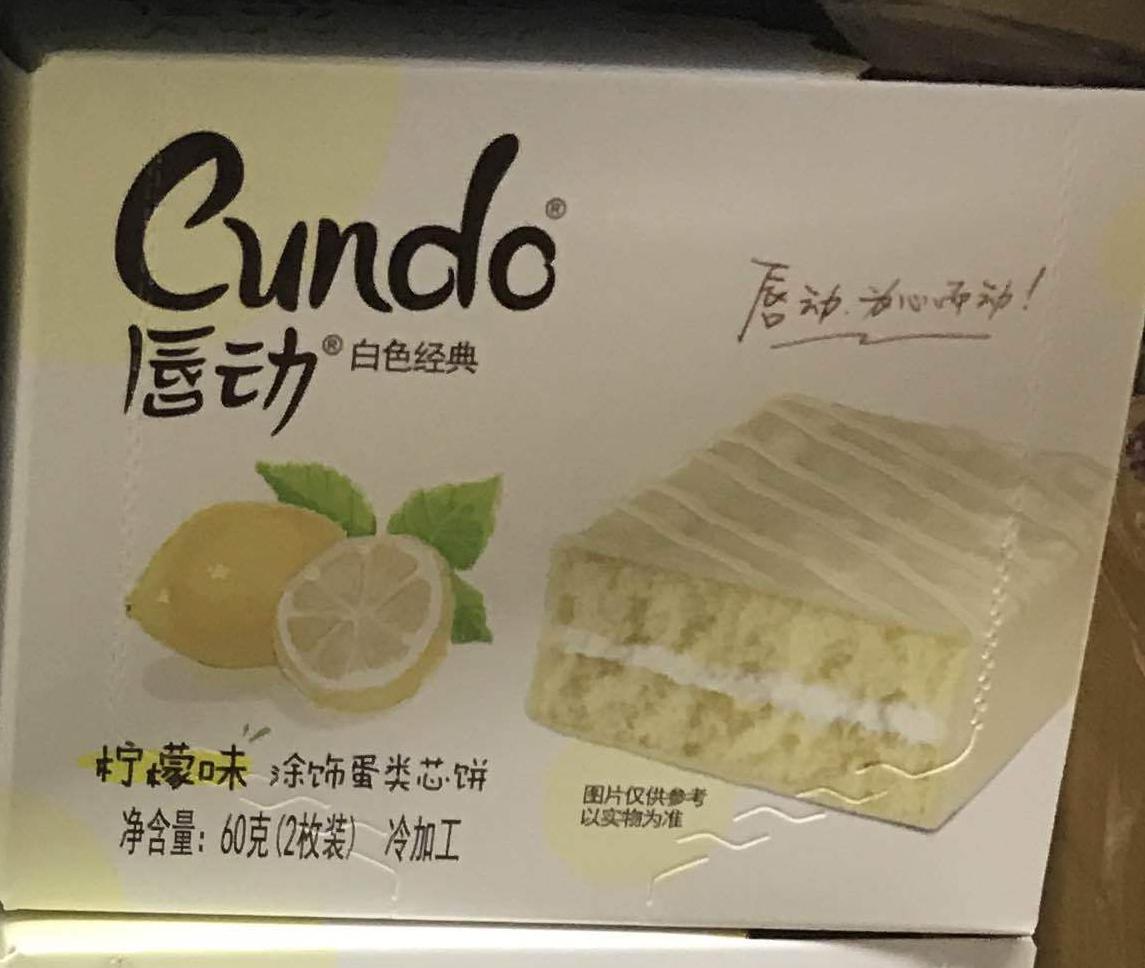 Cundo®
唇动® 白色经典
唇动.为心而动!
柠檬味 涂饰蛋类芯饼
净含量: 60克(2枚装) 冷加工
图片仅供参考
以实物为准